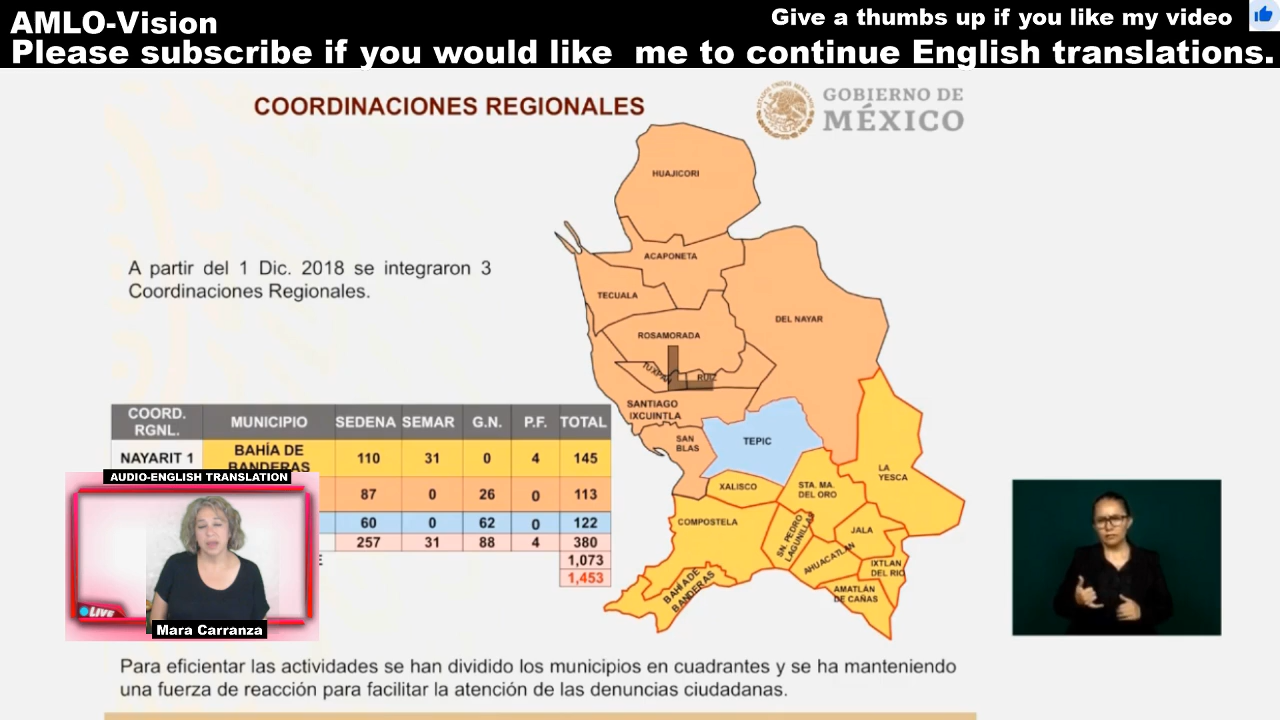 AMLO-Vision
Give a thumbs up if you like my video
Please subscribe if you would like me to continue English translations.
COORDINACIONES REGIONALES
GOBIERNO DE
MÉXICO
A partir del 1 Dic. 2018 se integraron 3
Coordinaciones Regionales.
HUAJICORI
ACAPONETA
TECUALA
DEL NAYAR
ROSAMORADA
TUXPAN
RUIZ
SANTIAGO
IXCUINTLA
SAN
BLAS
TEPIC
LA
YESCA
XALISCO
STA. MA.
DEL ORO
COMPOSTELA
SN. PEDRO
LAGUNILLAS
JALA
AHUACATLAN
IXTLAN
DEL RIO
BAHÍA DE
BANDERAS
AMATLÁN
DE CAÑAS
COORD.
RGNL. MUNICIPIO SEDENA SEMAR G.N. P.F. TOTAL
NAYARIT 1 BAHÍA DE
BANDERAS 110 31 0 4 145
87 0 26 0 113
60 0 62 0 122
257 31 88 4 380
1,073
1,453
AUDIO-ENGLISH TRANSLATION
LIVE
Mara Carranza
Para eficientar las actividades se han dividido los municipios en cuadrantes y se ha manteniendo
una fuerza de reacción para facilitar la atención de las denuncias ciudadanas.